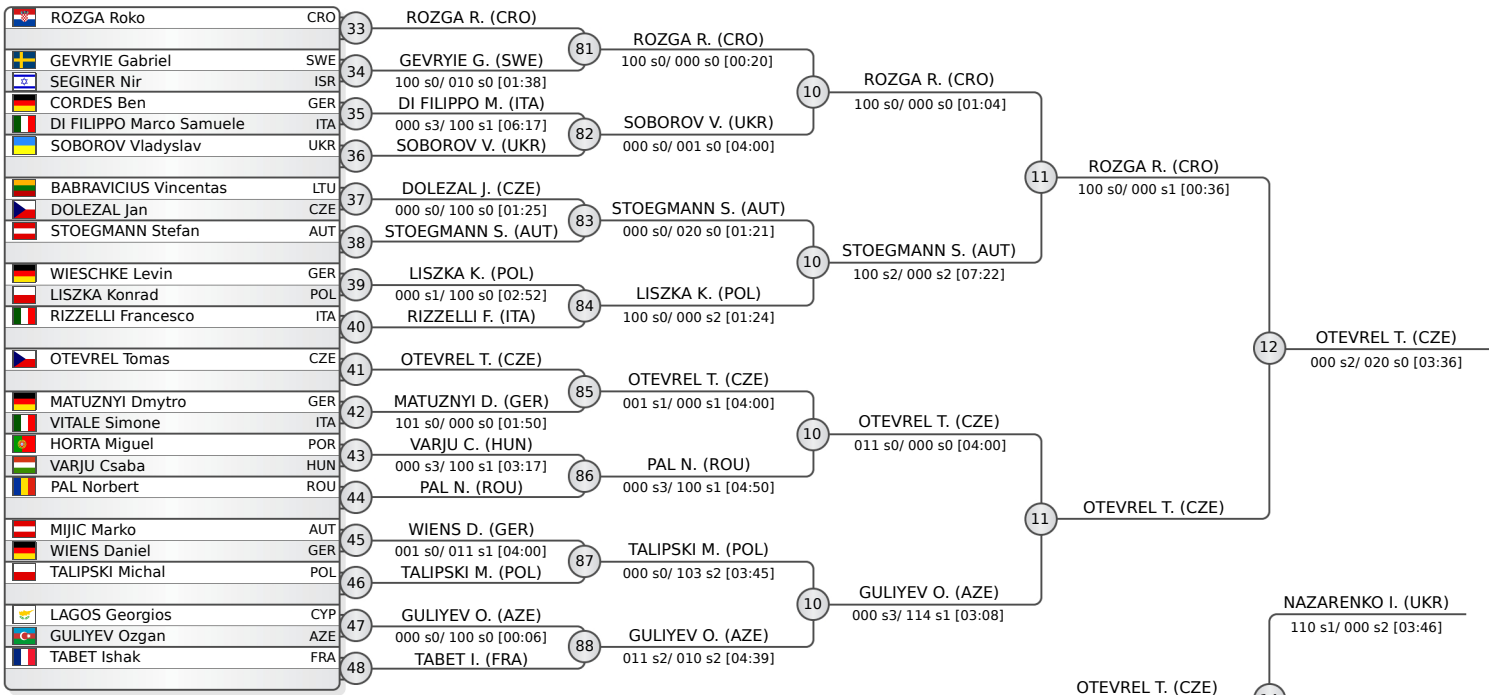 ROZGA Roko CRO
GEVRYIE Gabriel SWE
SEGINER Nir ISR
CORDES Ben GER
DI FILIPPO Marco Samuele ITA
SOBOROV Vladyslav UKR
BABRAVICIUS Vincentas LTU
DOLEZAL Jan CZE
STOEGMANN Stefan AUT
WIESCHKE Levin GER
LISZKA Konrad POL
RIZZELLI Francesco ITA
OTEVREL Tomas CZE
MATUZNYI Dmytro GER
VITALE Simone ITA
HORTA Miguel POR
VARJU Csaba HUN
PAL Norbert ROU
MIJIC Marko AUT
WIENS Daniel GER
TALIPSKI Michal POL
LAGOS Georgios CYP
GULIYEV Ozgan AZE
TABET Ishak FRA
33
34
35
36
37
38
39
40
41
42
43
44
45
46
47
48
ROZGA R. (CRO)
GEVRYIE G. (SWE)
100 s0/ 010 s0 [01:38]
DI FILIPPO M. (ITA)
000 s3/ 100 s1 [06:17]
SOBOROV V. (UKR)
DOLEZAL J. (CZE)
000 s0/ 100 s0 [01:25]
STOEGMANN S. (AUT)
LISZKA K. (POL)
000 s1/ 100 s0 [02:52]
RIZZELLI F. (ITA)
OTEVREL T. (CZE)
MATUZNYI D. (GER)
101 s0/ 000 s0 [01:50]
VARJU C. (HUN)
000 s3/ 100 s1 [03:17]
PAL N. (ROU)
WIENS D. (GER)
001 s0/ 011 s1 [04:00]
TALIPSKI M. (POL)
GULIYEV O. (AZE)
000 s0/ 100 s0 [00:06]
TABET I. (FRA)
81
82
83
84
85
86
87
88
ROZGA R. (CRO)
100 s0/ 000 s0 [00:20]
SOBOROV V. (UKR)
000 s0/ 001 s0 [04:00]
STOEGMANN S. (AUT)
000 s0/ 020 s0 [01:21]
LISZKA K. (POL)
100 s0/ 000 s2 [01:24]
OTEVREL T. (CZE)
001 s1/ 000 s1 [04:00]
PAL N. (ROU)
000 s3/ 100 s1 [04:50]
TALIPSKI M. (POL)
000 s0/ 103 s2 [03:45]
GULIYEV O. (AZE)
011 s2/ 010 s2 [04:39]
10
10
10
10
ROZGA R. (CRO)
100 s0/ 000 s0 [01:04]
STOEGMANN S. (AUT)
100 s2/ 000 s2 [07:22]
OTEVREL T. (CZE)
011 s0/ 000 s0 [04:00]
GULIYEV O. (AZE)
000 s3/ 114 s1 [03:08]
11
11
ROZGA R. (CRO)
100 s0/ 000 s1 [00:36]
OTEVREL T. (CZE)
12
OTEVREL T. (CZE)
000 s2/ 020 s0 [03:36]
NAZARENKO I. (UKR)
110 s1/ 000 s2 [03:46]
OTEVREL T. (CZE)